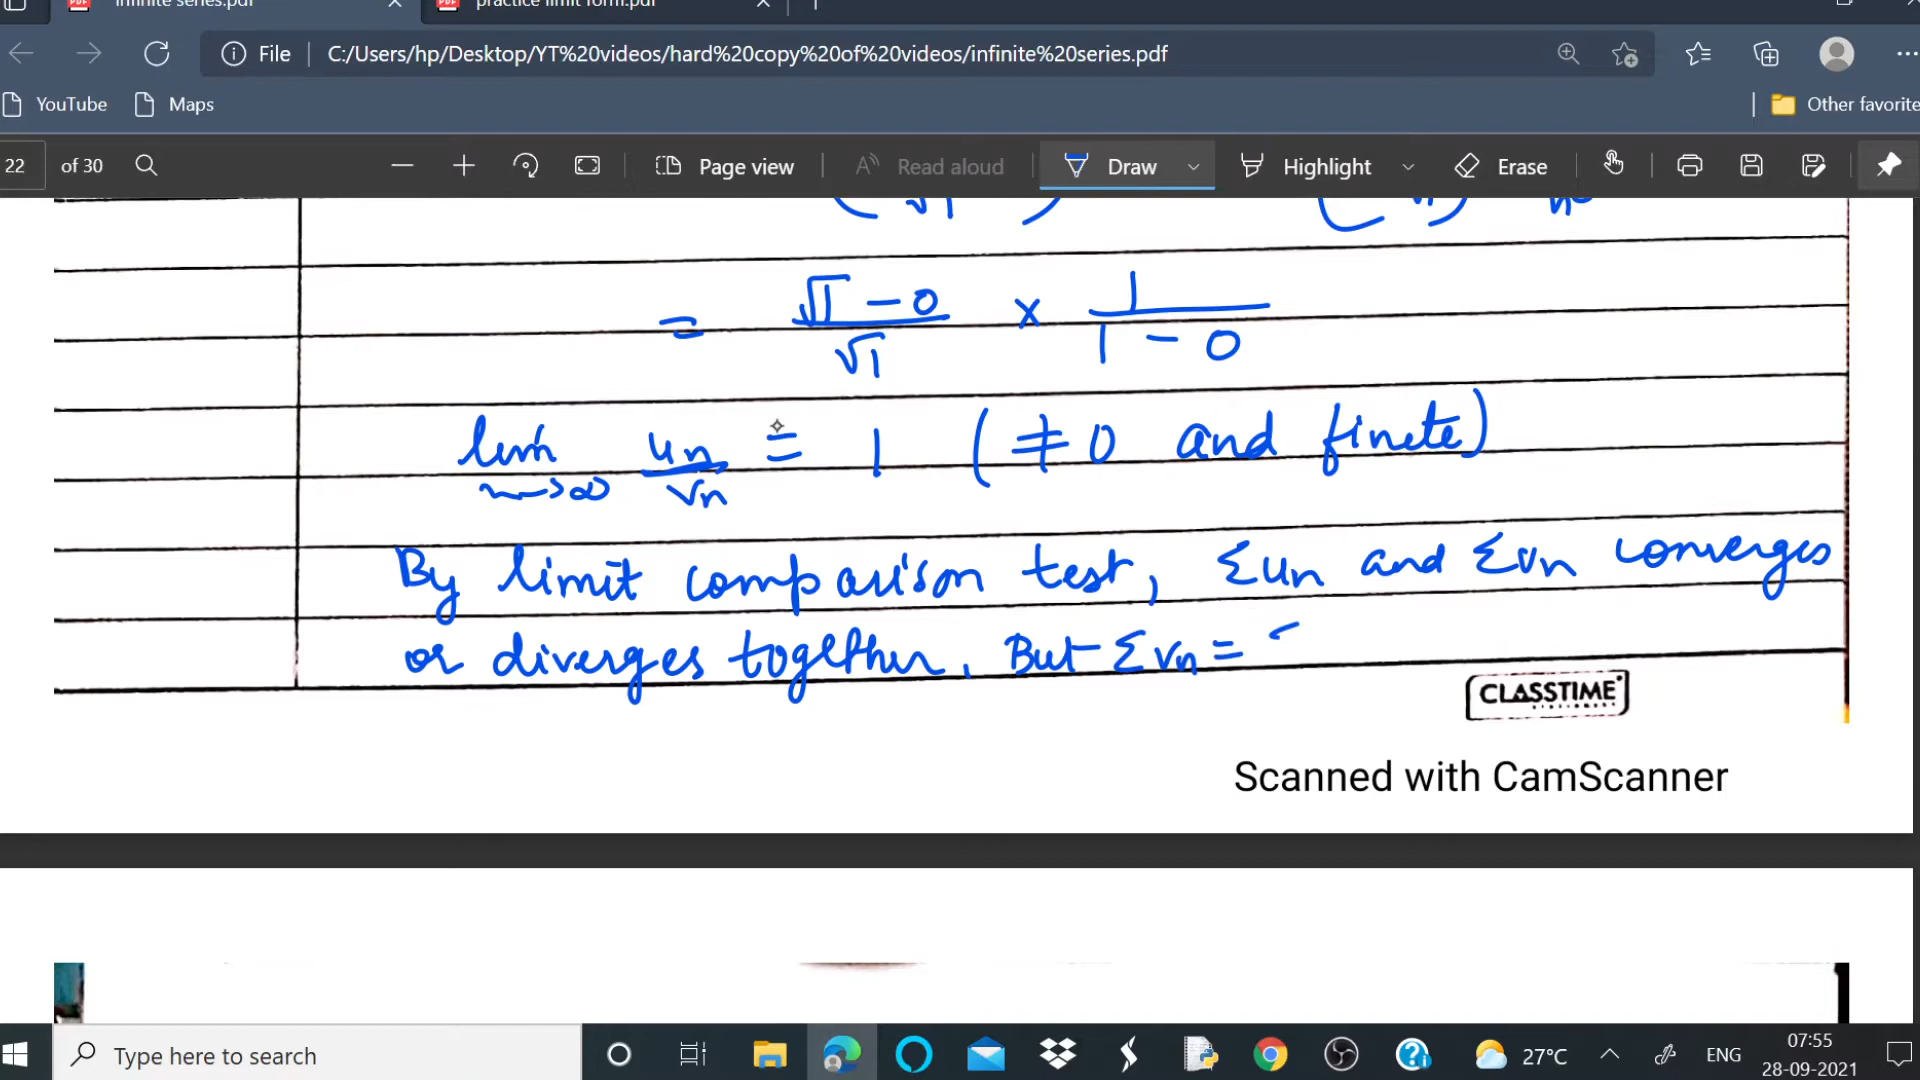 infinite series.pdf
practice limit form.pdf
File C:/Users/hp/Desktop/YT%20videos/hard%20copy%20of%20videos/infinite%20series.pdf
YouTube Maps Other favorite
22 of 30 Page view Read aloud Draw Highlight Erase
= √1 - 0 / √1 × 1 / 1 - 0
lim n→∞ un / vn = 1 ( ≠ 0 and finite)
By limit comparison test, Σun and Σvn converges
or diverges together. But Σvn =
CLASSTIME
Scanned with CamScanner
Type here to search
27°C ENG 07:55
28-09-2021